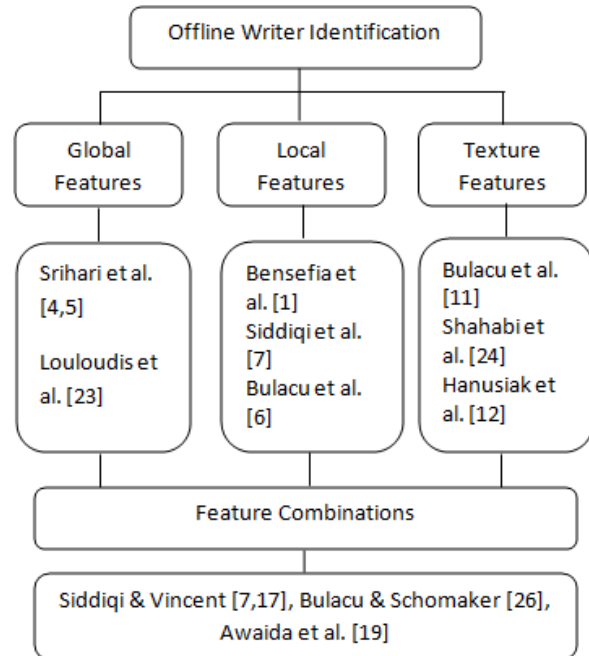 Offline Writer Identification
Global
Features
Local
Features
Texture
Features
Srihari et al.
[4,5]
Louloudis et
al. [23]
Bensefia et
al. [1]
Siddiqi et al.
[7]
Bulacu et al.
[6]
Bulacu et al.
[11]
Shahabi et
al. [24]
Hanusiak et
al. [12]
Feature Combinations
Siddiqi & Vincent [7,17], Bulacu & Schomaker [26],
Awaida et al. [19]